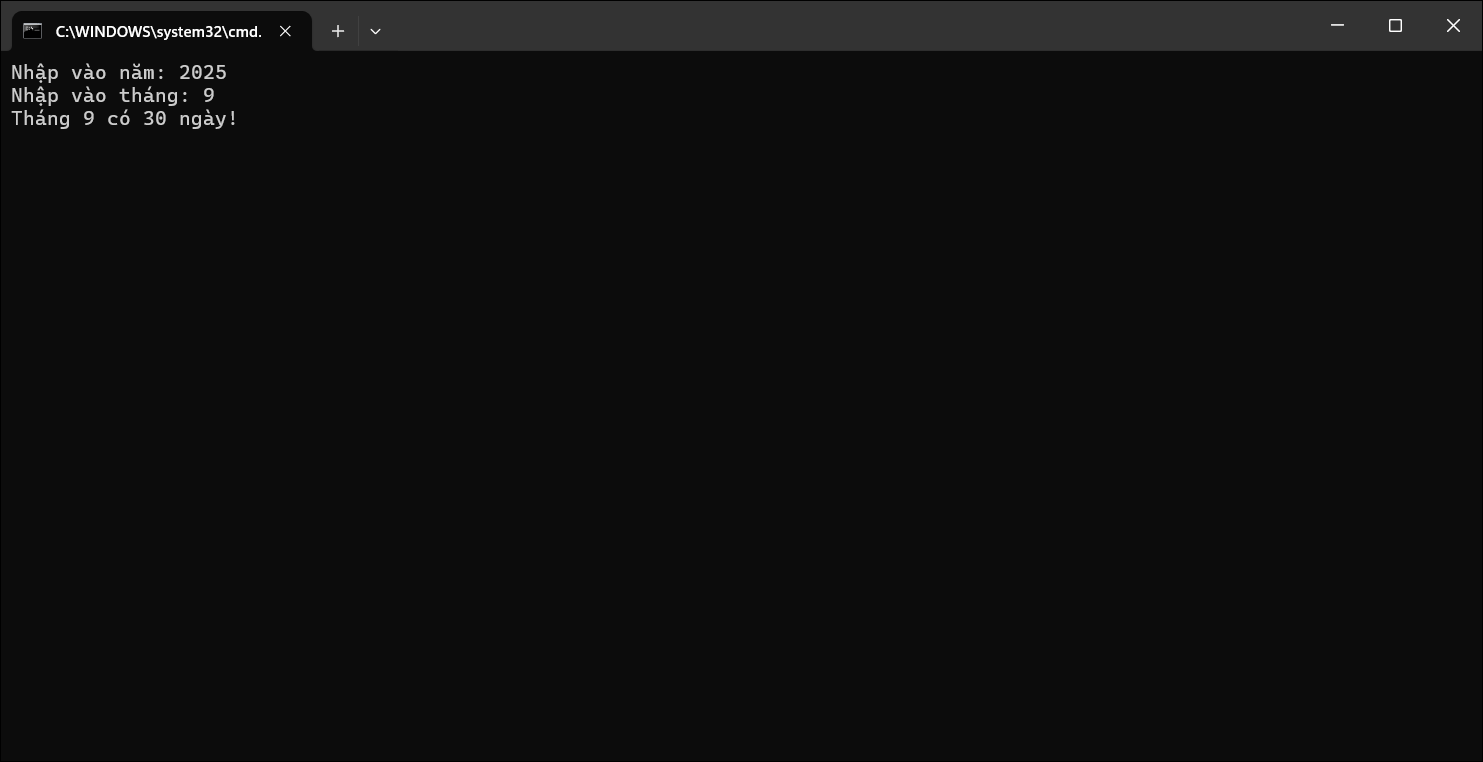 C:\WINDOWS\system32\cmd.
Nhập vào năm: 2025
Nhập vào tháng: 9
Tháng 9 có 30 ngày!